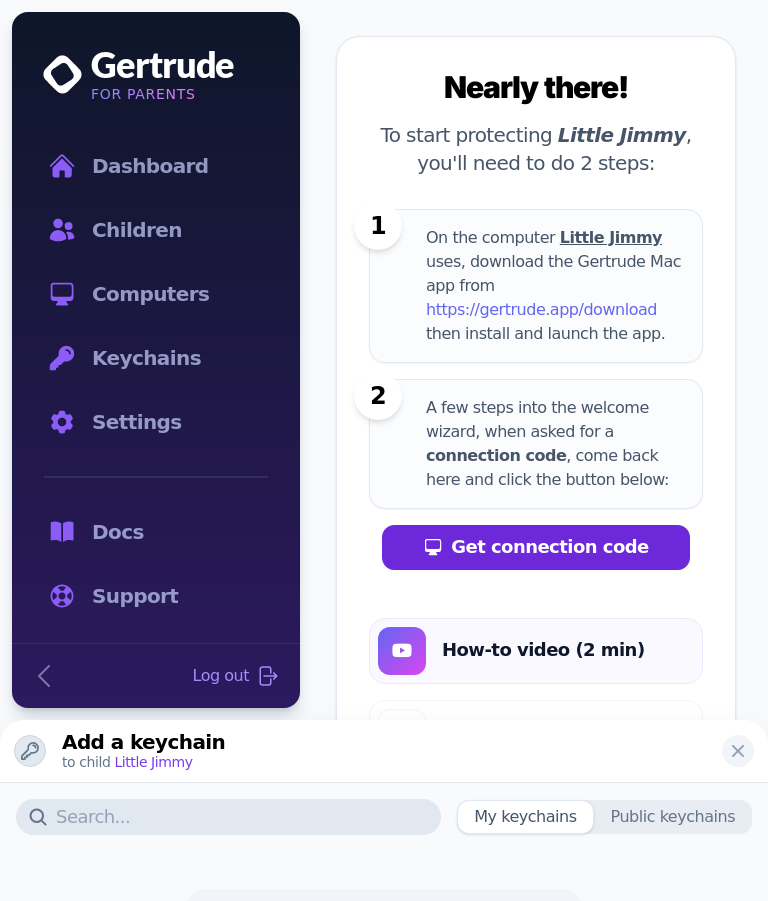 Gertrude
FOR PARENTS
Dashboard
Children
Computers
Keychains
Settings
Docs
Support
Log out
Nearly there!
To start protecting Little Jimmy,
you'll need to do 2 steps:
1
On the computer Little Jimmy
uses, download the Gertrude Mac
app from
https://gertrude.app/download
then install and launch the app.
2
A few steps into the welcome
wizard, when asked for a
connection code, come back
here and click the button below:
Get connection code
How-to video (2 min)
Add a keychain
to child Little Jimmy
Search...
My keychains
Public keychains